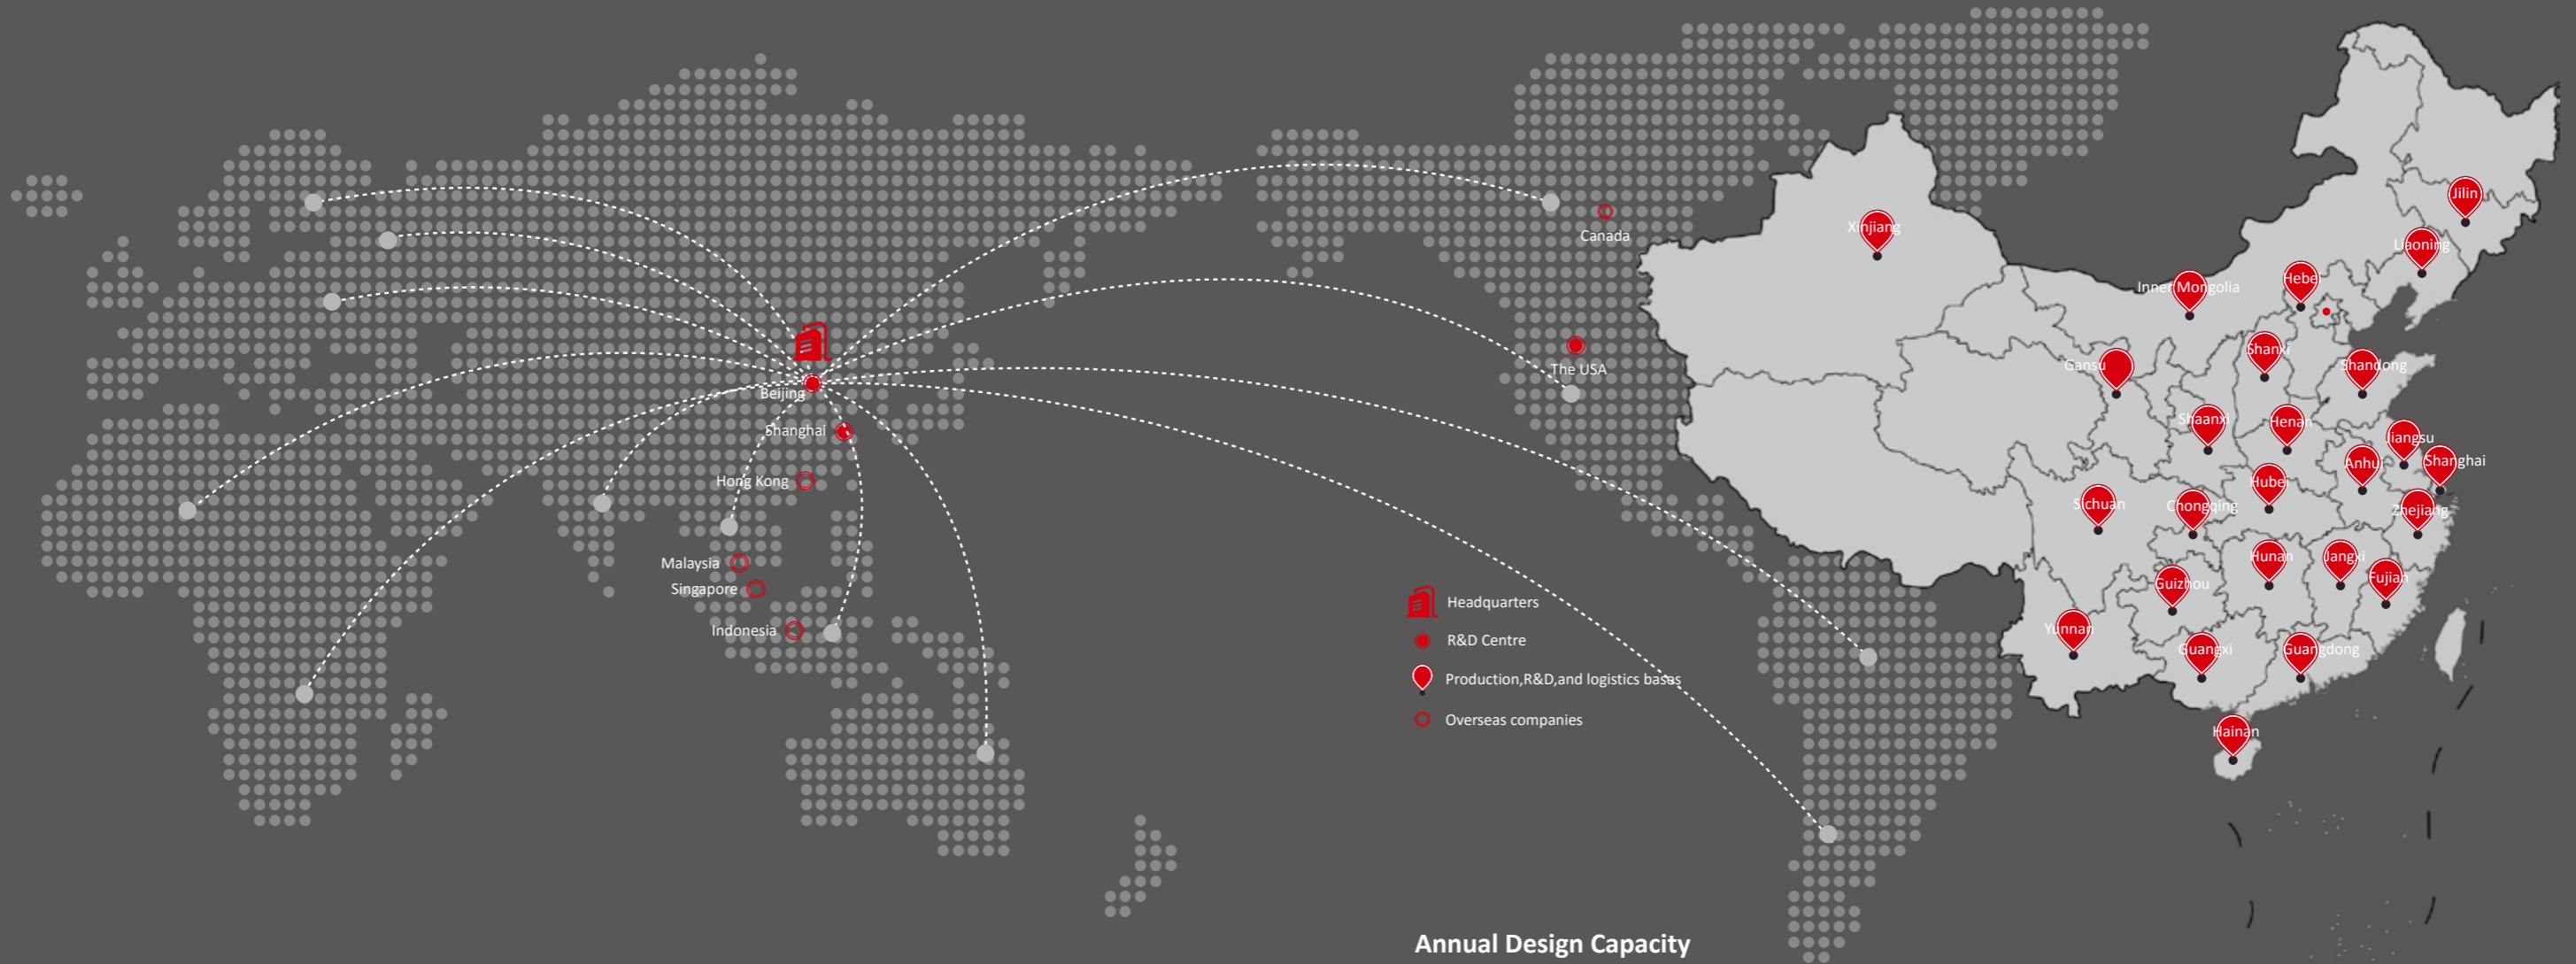 Canada
The USA
Beijing
Shanghai
Hong Kong
Malaysia
Singapore
Indonesia
Headquarters
R&D Centre
Production,R&D,and logistics bases
Overseas companies
Annual Design Capacity
Jilin
Xinjiang
Liaoning
Hebei
Inner Mongolia
Shanxi
Gansu
Shandong
Shaanxi
Henan
Jiangsu
Anhui
Shanghai
Hubei
Sichuan
Chongqing
Zhejiang
Hunan
Jangxi
Fujian
Guizhou
Yunnan
Guangxi
Guangdong
Hainan